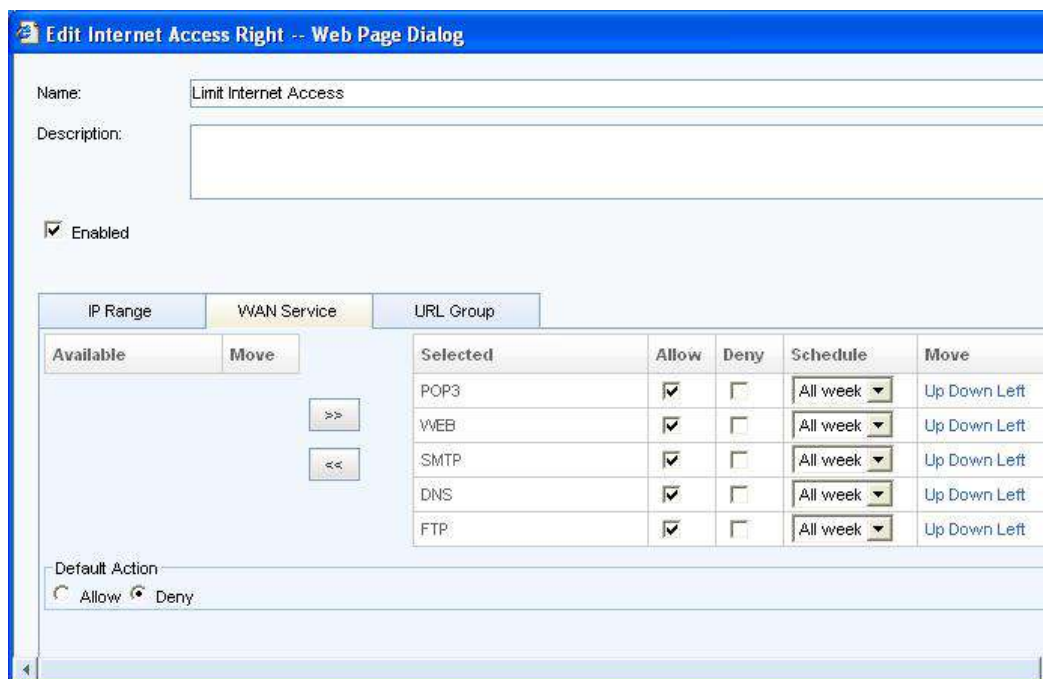 Edit Internet Access Right -- Web Page Dialog
Name: Limit Internet Access
Description:
Enabled
IP Range WAN Service URL Group
Available Move Selected Allow Deny Schedule Move
POP3 All week Up Down Left
>> WEB All week Up Down Left
<< SMTP All week Up Down Left
DNS All week Up Down Left
FTP All week Up Down Left
Default Action
Allow Deny